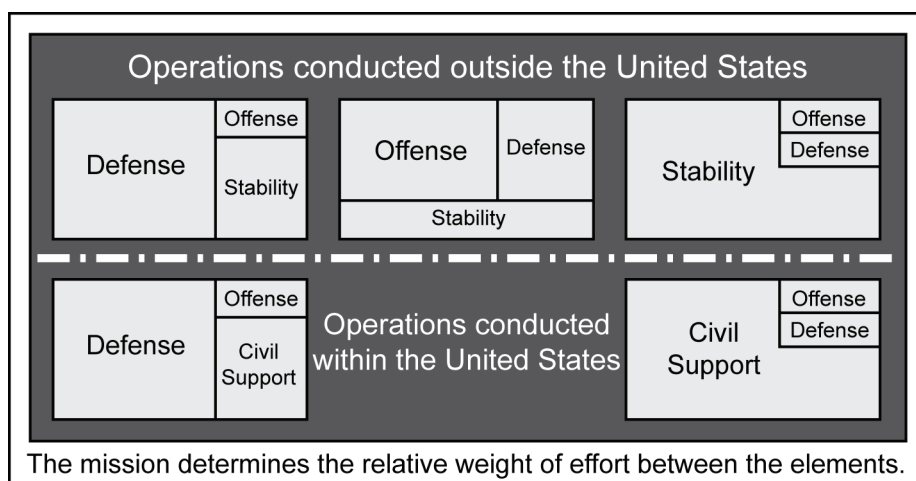 Operations conducted outside the United States
Defense
Offense
Stability
Offense
Defense
Stability
Stability
Offense
Defense
Defense
Offense
Civil
Support
Operations conducted
within the United States
Civil
Support
Offense
Defense
The mission determines the relative weight of effort between the elements.